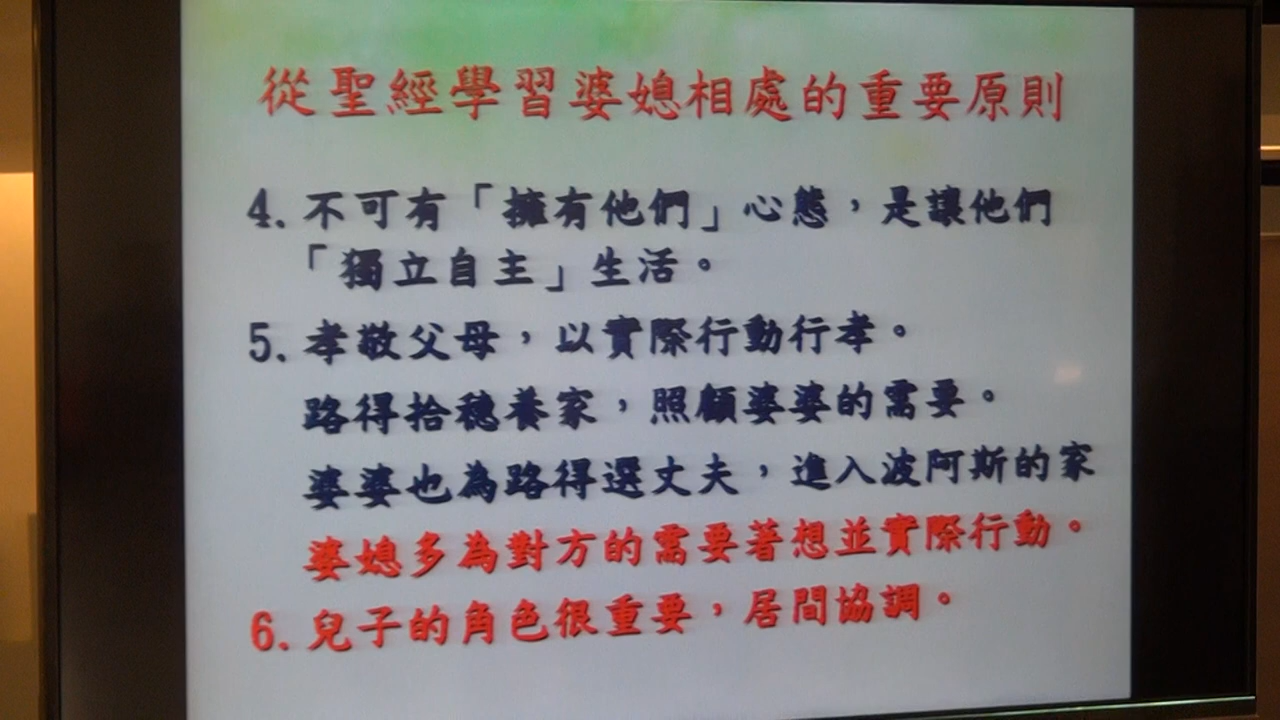 從聖經學習婆媳相處的重要原則
4. 不可有「擁有他們」心態，是讓他們
「獨立自主」生活。
5. 孝敬父母，以實際行動行孝。
路得拾穗養家，照顧婆婆的需要。
婆婆也為路得選丈夫，進入波阿斯的家
婆媳多為對方的需要著想並實際行動。
6. 兒子的角色很重要，居間協調。